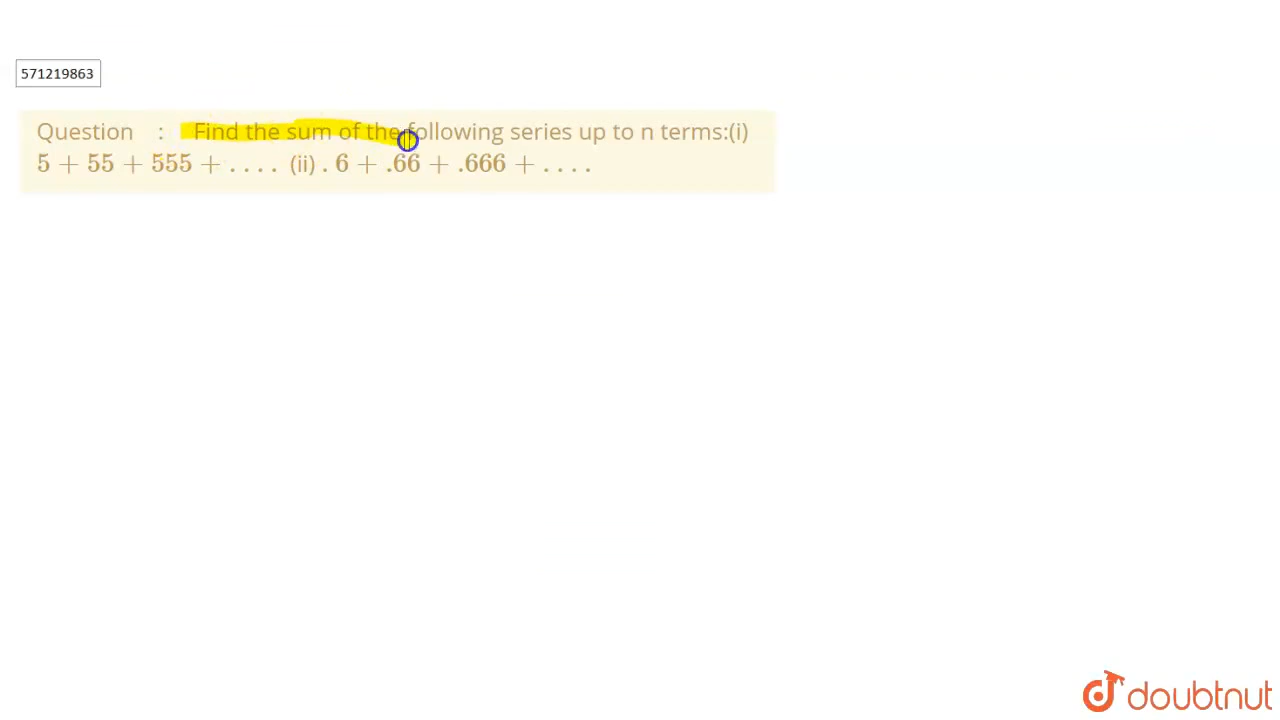 571219863
Question : Find the sum of the following series up to n terms:(i)
5 + 55 + 555 + .... (ii) . 6 + .66 + .666 + ....
doubtnut